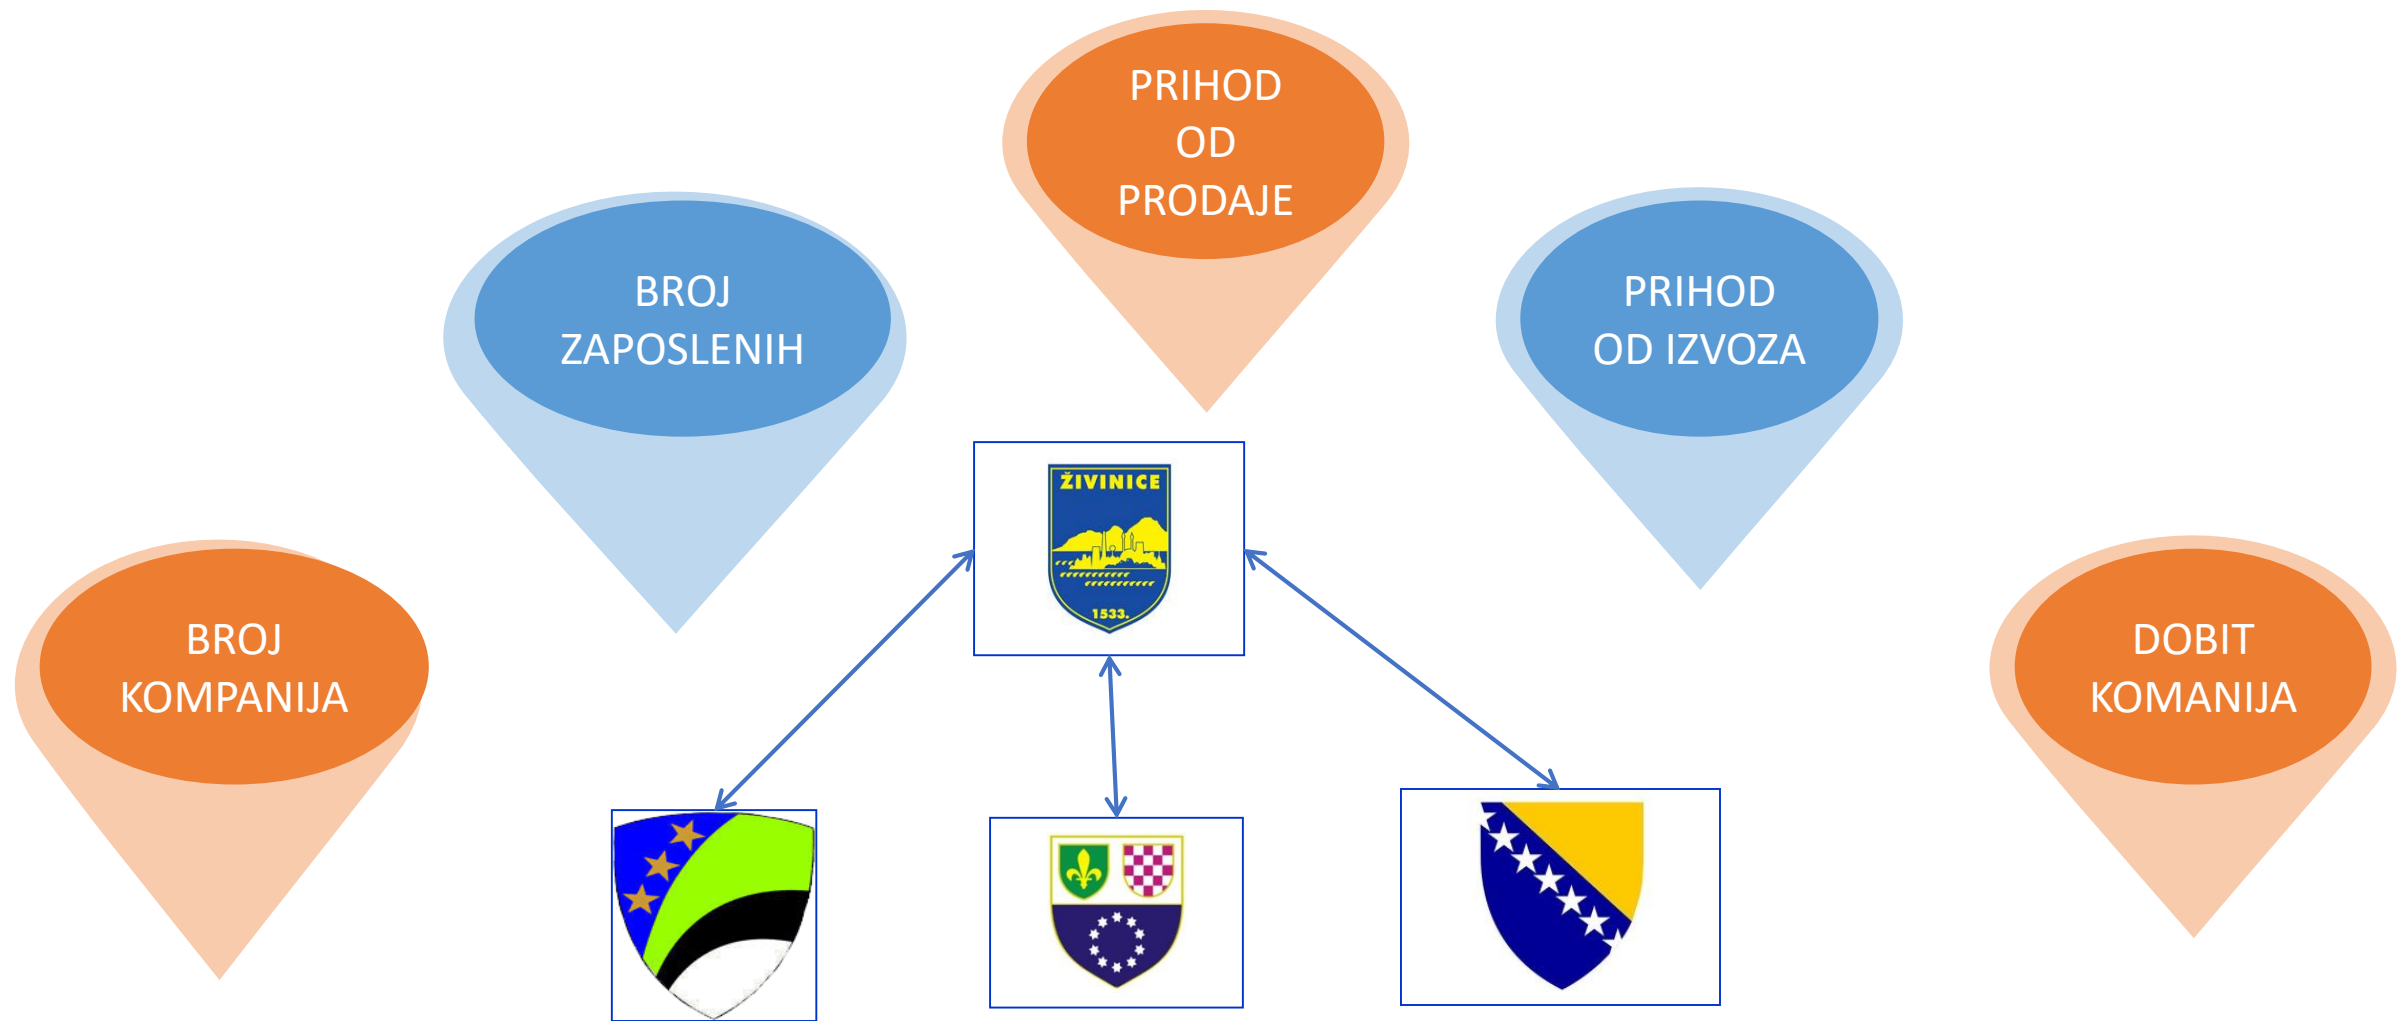 PRIHOD
OD
PRODAJE
BROJ
ZAPOSLENIH
PRIHOD
OD IZVOZA
BROJ
KOMPANIJA
ŽIVINICE
1533.
DOBIT
KOMANIJA